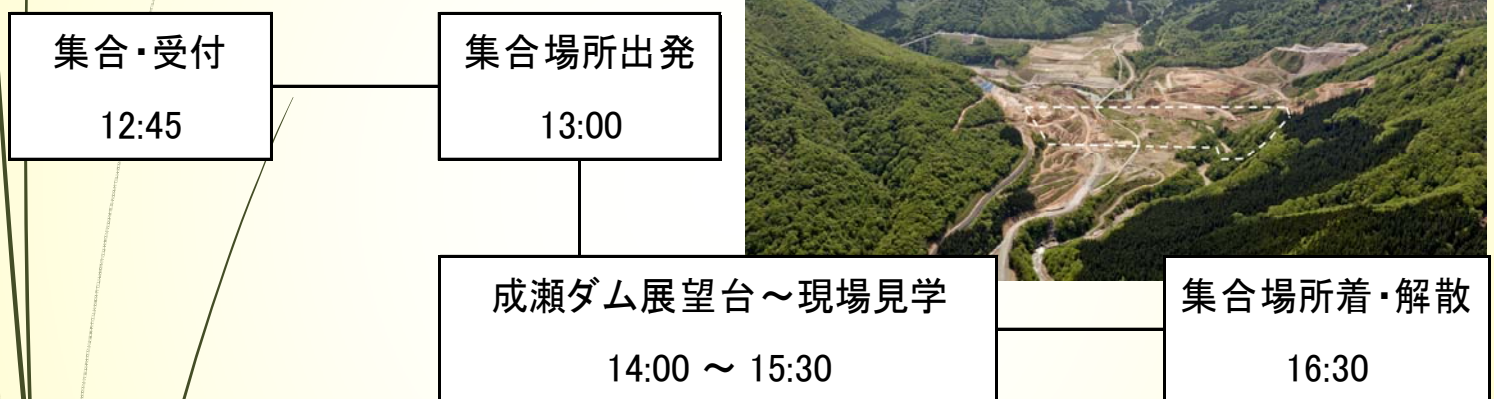 集合・受付
12:45
集合場所出発
13:00
成瀬ダム展望台～現場見学
14:00 ～ 15:30
集合場所着・解散
16:30